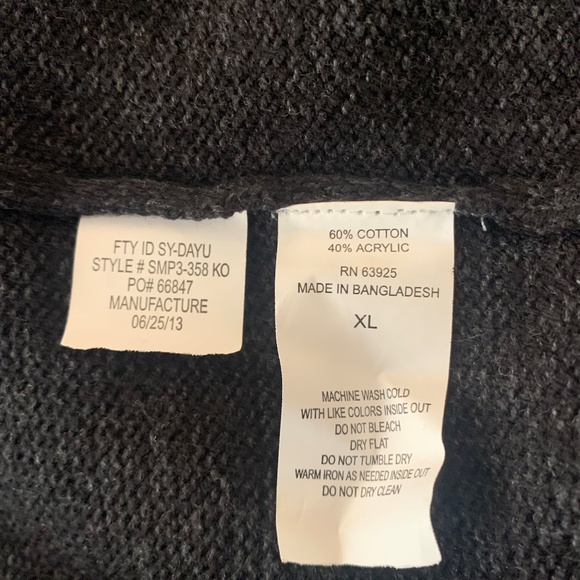 FTY ID SY-DAYU
STYLE # SMP3-358 KO
PO# 66847
MANUFACTURE
06/25/13
60% COTTON
40% ACRYLIC
RN 63925
MADE IN BANGLADESH
XL
MACHINE WASH COLD
WITH LIKE COLORS INSIDE OUT
DO NOT BLEACH
DRY FLAT
DO NOT TUMBLE DRY
WARM IRON AS NEEDED INSIDE OUT
DO NOT DRY CLEAN